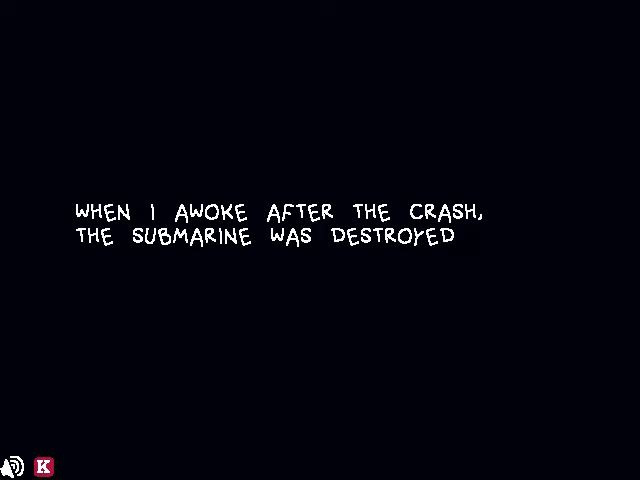 WHEN I AWOKE AFTER THE CRASH,
THE SUBMARINE WAS DESTROYED
K